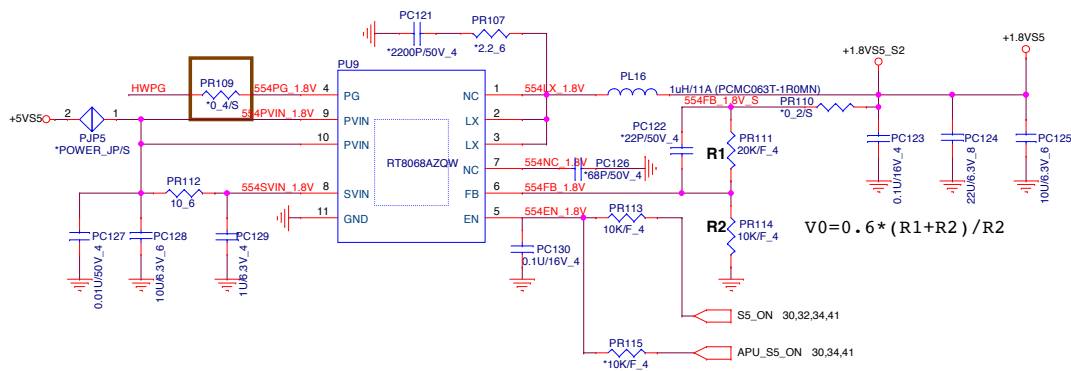 PC121
*2200P/50V_4
PR107
*2.2_6
+1.8VS5_S2
+1.8VS5
PU9
HWPG
PR109
*0_4/S
554PG_1.8V
4
PG
NC
1
554LX_1.8V
PL16
1uH/11A (PCMC063T-1R0MN)
+5VS5
2
1
PJP5
*POWER_JP/S
554PVIN_1.8V
9
PVIN
LX
2
554FB_1.8V_S
PR110
*0_2/S
10
PVIN
LX
3
PC122
*22P/50V_4
R1
PR111
20K/F_4
PC123
0.1U/16V_4
PC124
22U/6.3V_8
PC125
10U/6.3V_6
RT8068AZQW
NC
7
554NC_1.8V
PC126
*68P/50V_4
PR112
10_6
554SVIN_1.8V
8
SVIN
FB
6
554FB_1.8V
11
GND
EN
5
554EN_1.8V
PR113
10K/F_4
R2
PR114
10K/F_4
V0=0.6*(R1+R2)/R2
PC127
0.01U/50V_4
PC128
10U/6.3V_6
PC129
1U/6.3V_4
PC130
0.1U/16V_4
S5_ON 30,32,34,41
PR115
*10K/F_4
APU_S5_ON 30,34,41